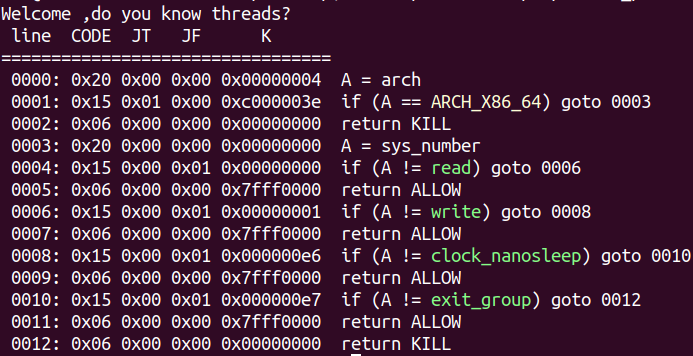 Welcome ,do you know threads?
 line  CODE  JT   JF      K
=================================
 0000: 0x20 0x00 0x00 0x00000004  A = arch
 0001: 0x15 0x01 0x00 0xc000003e  if (A == ARCH_X86_64) goto 0003
 0002: 0x06 0x00 0x00 0x00000000  return KILL
 0003: 0x20 0x00 0x00 0x00000000  A = sys_number
 0004: 0x15 0x00 0x01 0x00000000  if (A != read) goto 0006
 0005: 0x06 0x00 0x00 0x7fff0000  return ALLOW
 0006: 0x15 0x00 0x01 0x00000001  if (A != write) goto 0008
 0007: 0x06 0x00 0x00 0x7fff0000  return ALLOW
 0008: 0x15 0x00 0x01 0x000000e6  if (A != clock_nanosleep) goto 0010
 0009: 0x06 0x00 0x00 0x7fff0000  return ALLOW
 0010: 0x15 0x00 0x01 0x000000e7  if (A != exit_group) goto 0012
 0011: 0x06 0x00 0x00 0x7fff0000  return ALLOW
 0012: 0x06 0x00 0x00 0x00000000  return KILL